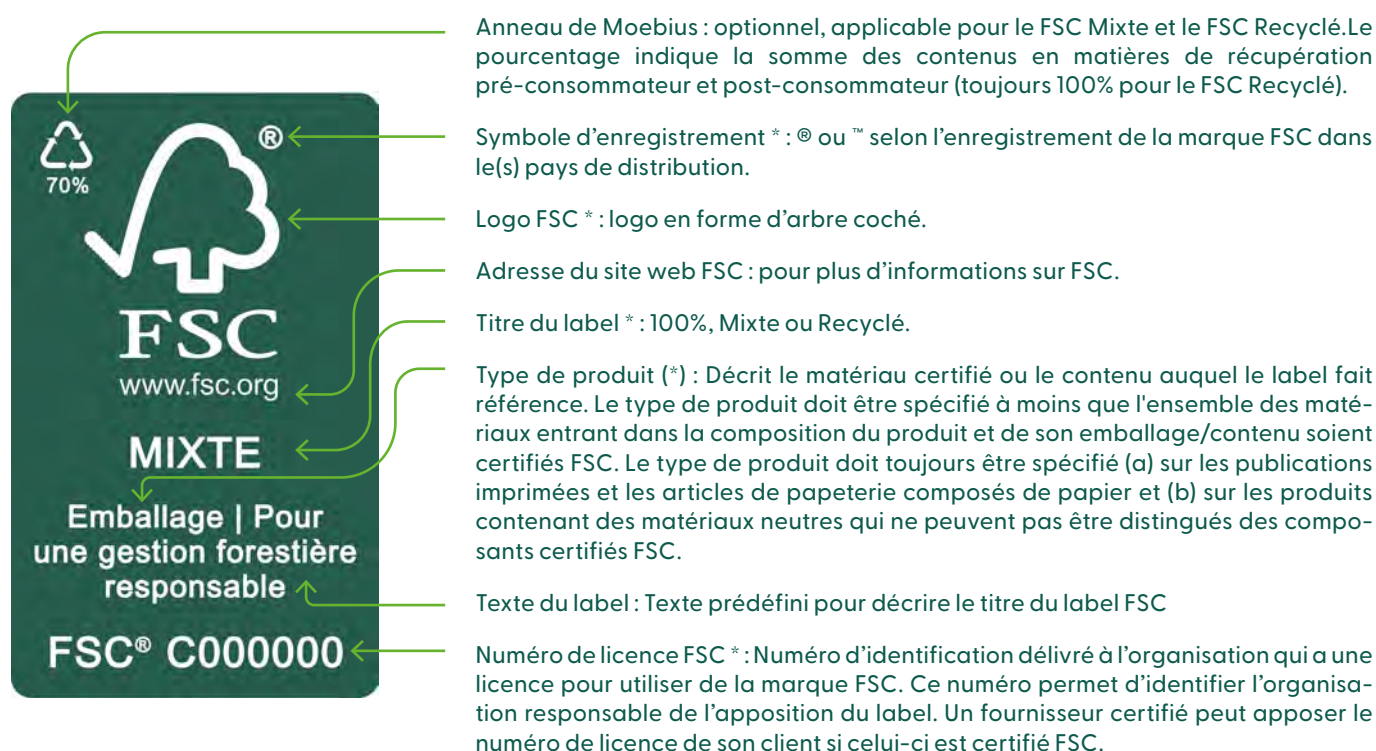 Anneau de Moebius : optionnel, applicable pour le FSC Mixte et le FSC Recyclé.Le
pourcentage indique la somme des contenus en matières de récupération
pré-consommateur et post-consommateur (toujours 100% pour le FSC Recyclé).
Symbole d’enregistrement * : ® ou ™ selon l’enregistrement de la marque FSC dans
le(s) pays de distribution.
Logo FSC * : logo en forme d’arbre coché.
Adresse du site web FSC : pour plus d’informations sur FSC.
Titre du label * : 100%, Mixte ou Recyclé.
Type de produit (*) : Décrit le matériau certifié ou le contenu auquel le label fait
référence. Le type de produit doit être spécifié à moins que l'ensemble des maté-
riaux entrant dans la composition du produit et de son emballage/contenu soient
certifiés FSC. Le type de produit doit toujours être spécifié (a) sur les publications
imprimées et les articles de papeterie composés de papier et (b) sur les produits
contenant des matériaux neutres qui ne peuvent pas être distingués des compo-
sants certifiés FSC.
Texte du label : Texte prédéfini pour décrire le titre du label FSC
Numéro de licence FSC * : Numéro d’identification délivré à l’organisation qui a une
licence pour utiliser de la marque FSC. Ce numéro permet d’identifier l’organisa-
tion responsable de l’apposition du label. Un fournisseur certifié peut apposer le
numéro de licence de son client si celui-ci est certifié FSC.
70%
®
FSC
www.fsc.org
MIXTE
Emballage | Pour
une gestion forestière
responsable
FSC® C000000